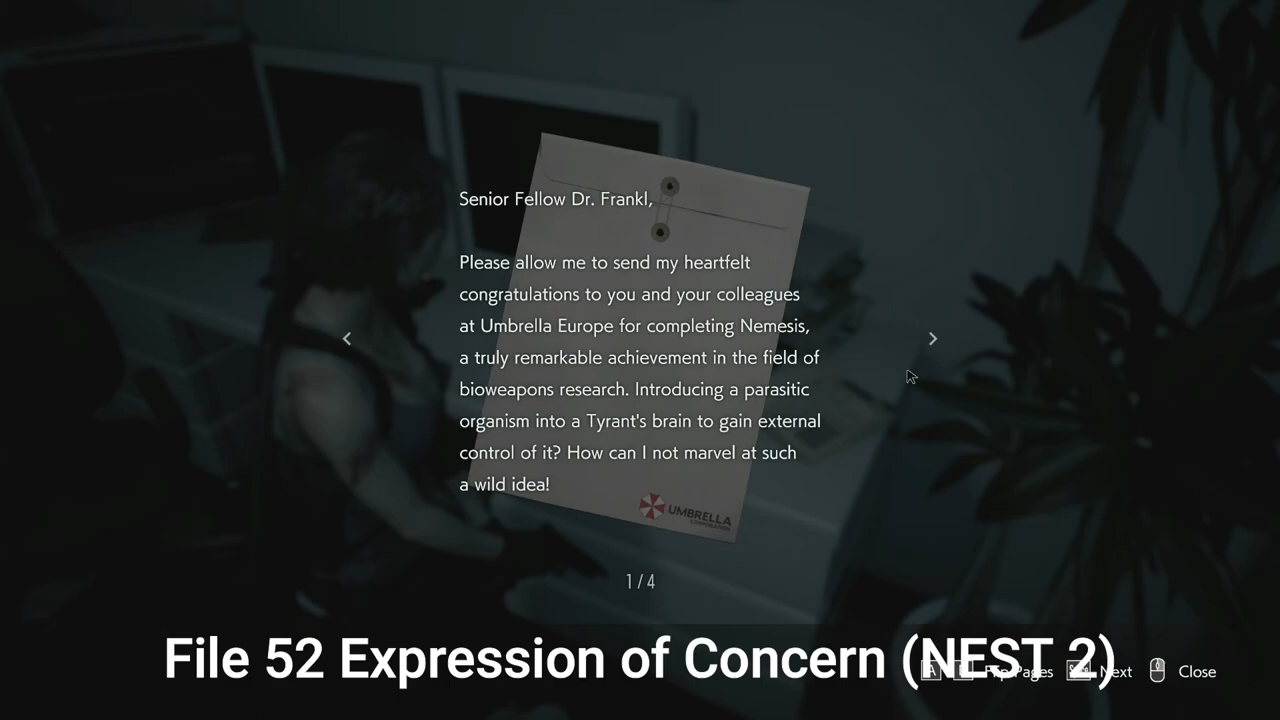 Senior Fellow Dr. Frankl,
Please allow me to send my heartfelt
congratulations to you and your colleagues
at Umbrella Europe for completing Nemesis,
a truly remarkable achievement in the field of
bioweapons research. Introducing a parasitic
organism into a Tyrant's brain to gain external
control of it? How can I not marvel at such
a wild idea!
UMBRELLA
CORPORATION
1 / 4
File 52 Expression of Concern (NEST 2)
A Flip Pages Next Close